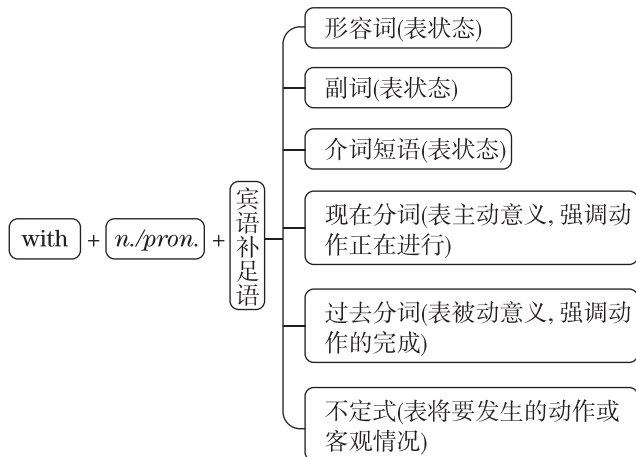 形容词(表状态)
副词(表状态)
介词短语(表状态)
with + n./pron. + 宾语补足语
现在分词(表主动意义, 强调动
作正在进行)
过去分词(表被动意义, 强调动
作的完成)
不定式(表将要发生的动作或
客观情况)